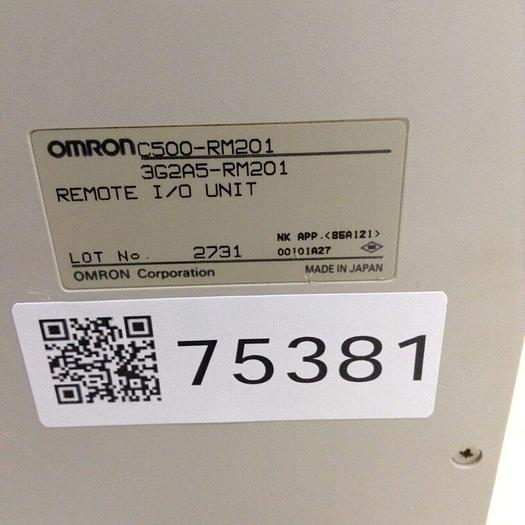 OMRON C500-RM201
3G2A5-RM201
REMOTE I/O UNIT
NK APP.<85A121>
LOT No. 2731 00101A27
OMRON Corporation MADE IN JAPAN
75381